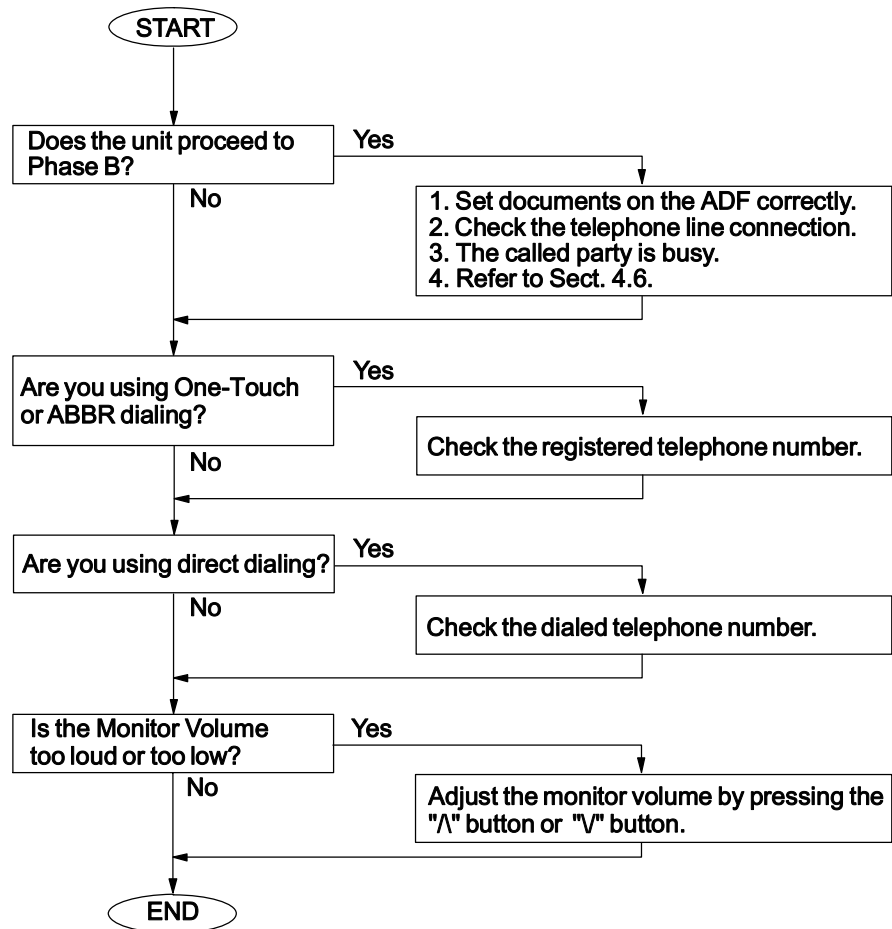 START
Does the unit proceed to
Phase B?
Yes
No
1. Set documents on the ADF correctly.
2. Check the telephone line connection.
3. The called party is busy.
4. Refer to Sect. 4.6.
Are you using One-Touch
or ABBR dialing?
Yes
No
Check the registered telephone number.
Are you using direct dialing?
Yes
No
Check the dialed telephone number.
Is the Monitor Volume
too loud or too low?
Yes
No
Adjust the monitor volume by pressing the
"/\" button or "\/" button.
END